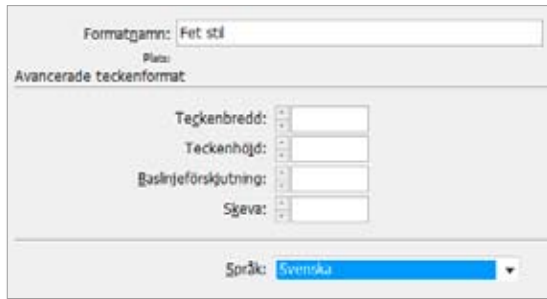 Formatnamn: Fet stil
Plats:
Avancerade teckenformat
Teckenbredd:
Teckenhöjd:
Baslinjeförskjutning:
Skeva:
Språk: Svenska